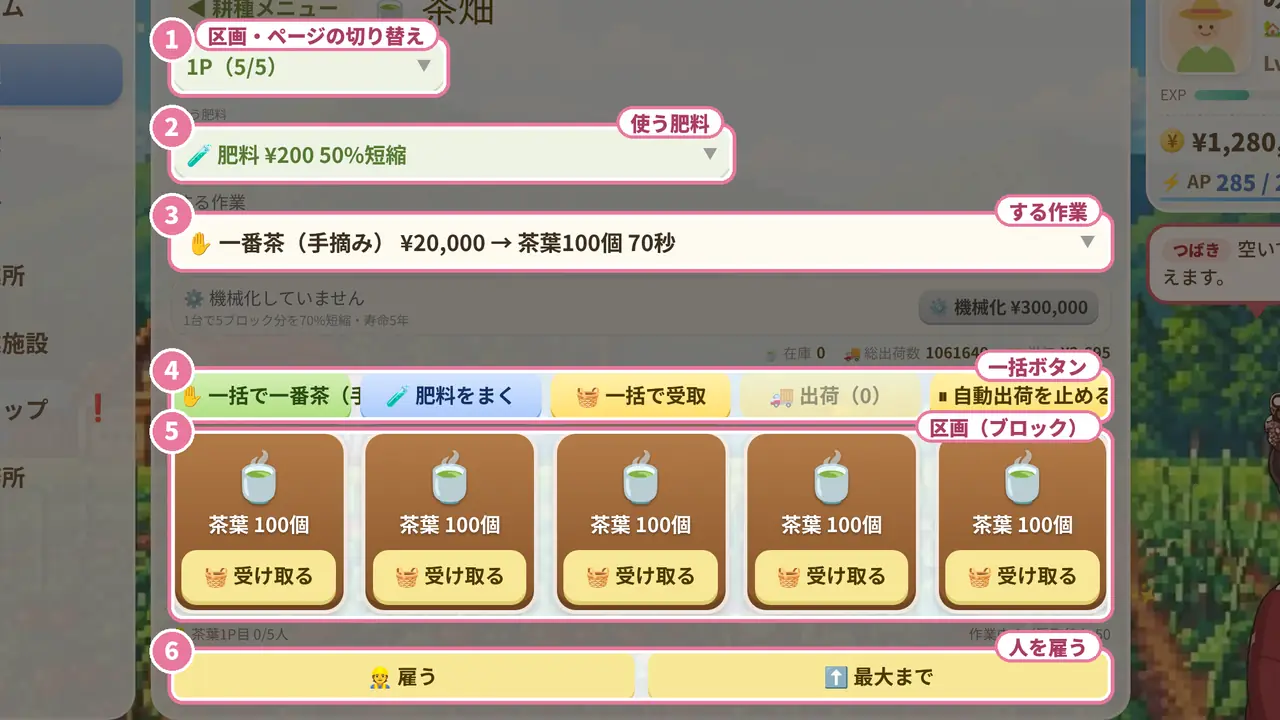 ◀ 耕種メニュー 🍵 茶畑
1 区画・ページの切り替え
1P（5/5） ▼
う肥料
2 使う肥料
肥料 ¥200 50%短縮 ▼
る作業
3 する作業
一番茶（手摘み） ¥20,000 → 茶葉100個 70秒 ▼
機械化していません
1台で5ブロック分を70%短縮・寿命5年
機械化 ¥300,000
在庫 0 総出荷数 1061640
4 一括ボタン
一括で一番茶（手
肥料をまく
一括で受取
出荷（0）
自動出荷を止める
5 区画（ブロック）
茶葉 100個
受け取る
茶葉 100個
受け取る
茶葉 100個
受け取る
茶葉 100個
受け取る
茶葉 100個
受け取る
茶葉1P目 0/5人
6 人を雇う
雇う
最大まで
ム
所
施設
ップ
所
EXP
¥1,280,
AP 285 / 2
つばき 空い
えます。